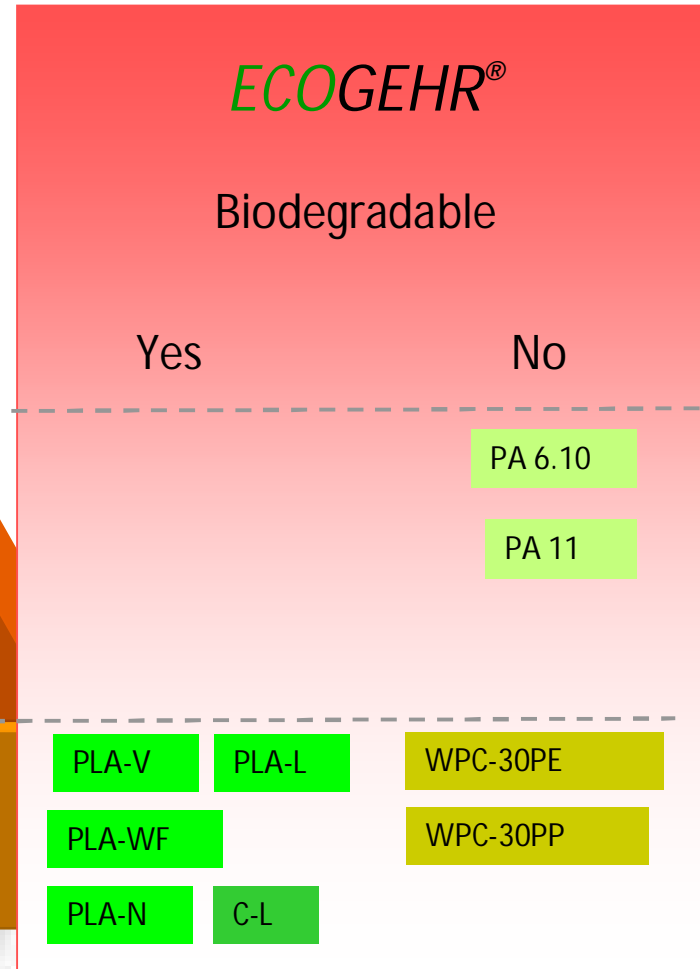 ECOGEHR®
Biodegradable
Yes No
PA 6.10
PA 11
PLA-V PLA-L WPC-30PE
PLA-WF WPC-30PP
PLA-N C-L